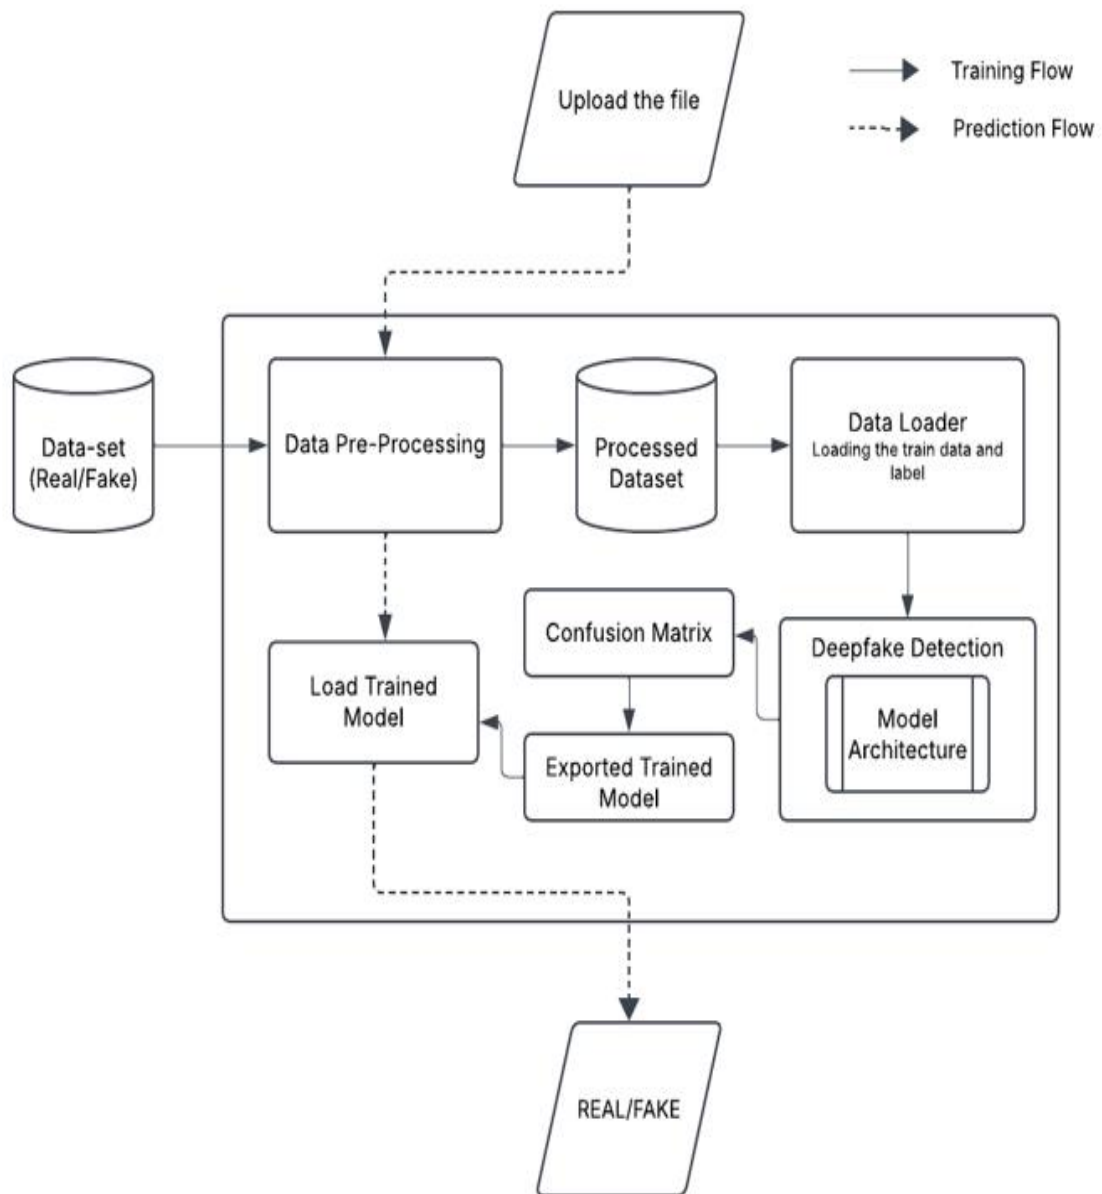 Upload the file
Training Flow
Prediction Flow
Data-set
(Real/Fake)
Data Pre-Processing
Processed
Dataset
Data Loader
Loading the train data and
label
Load Trained
Model
Confusion Matrix
Exported Trained
Model
Deepfake Detection
Model
Architecture
REAL/FAKE